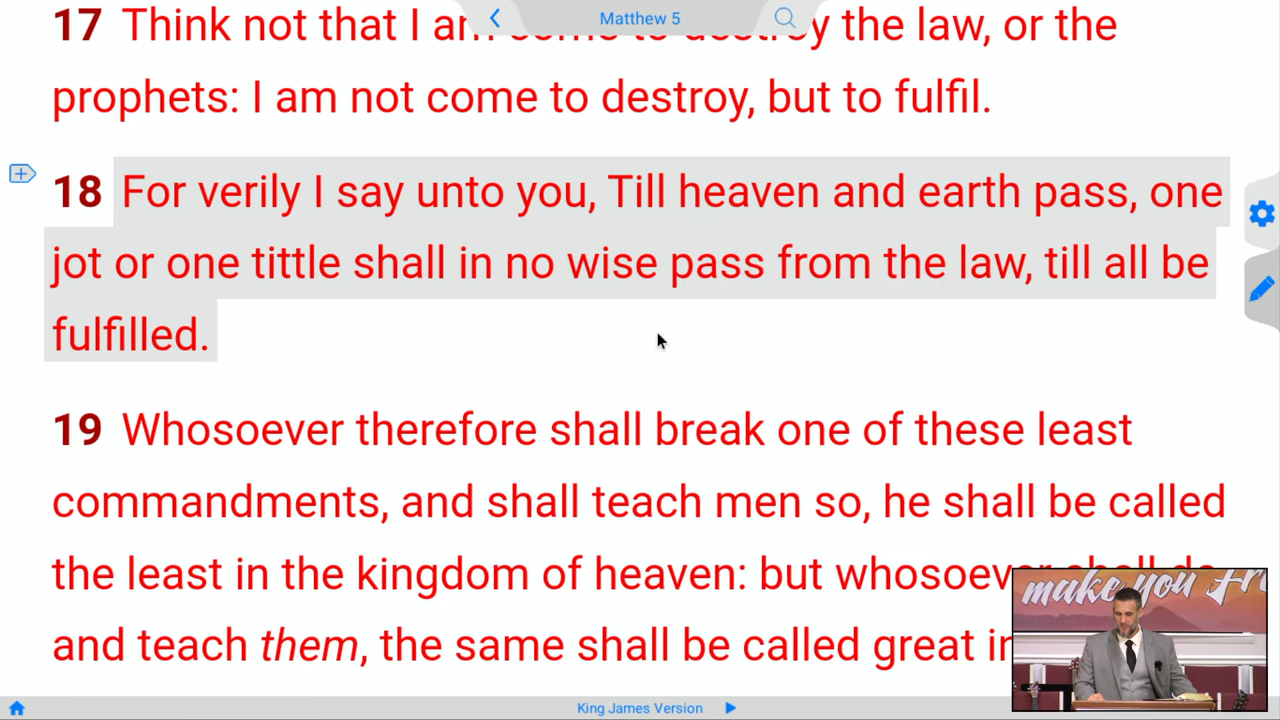 Matthew 5
17 Think not that I am come to destroy the law, or the
prophets: I am not come to destroy, but to fulfil.
18 For verily I say unto you, Till heaven and earth pass, one
jot or one tittle shall in no wise pass from the law, till all be
fulfilled.
19 Whosoever therefore shall break one of these least
commandments, and shall teach men so, he shall be called
the least in the kingdom of heaven: but whosoever shall do
and teach them, the same shall be called great in
make you Fre
King James Version